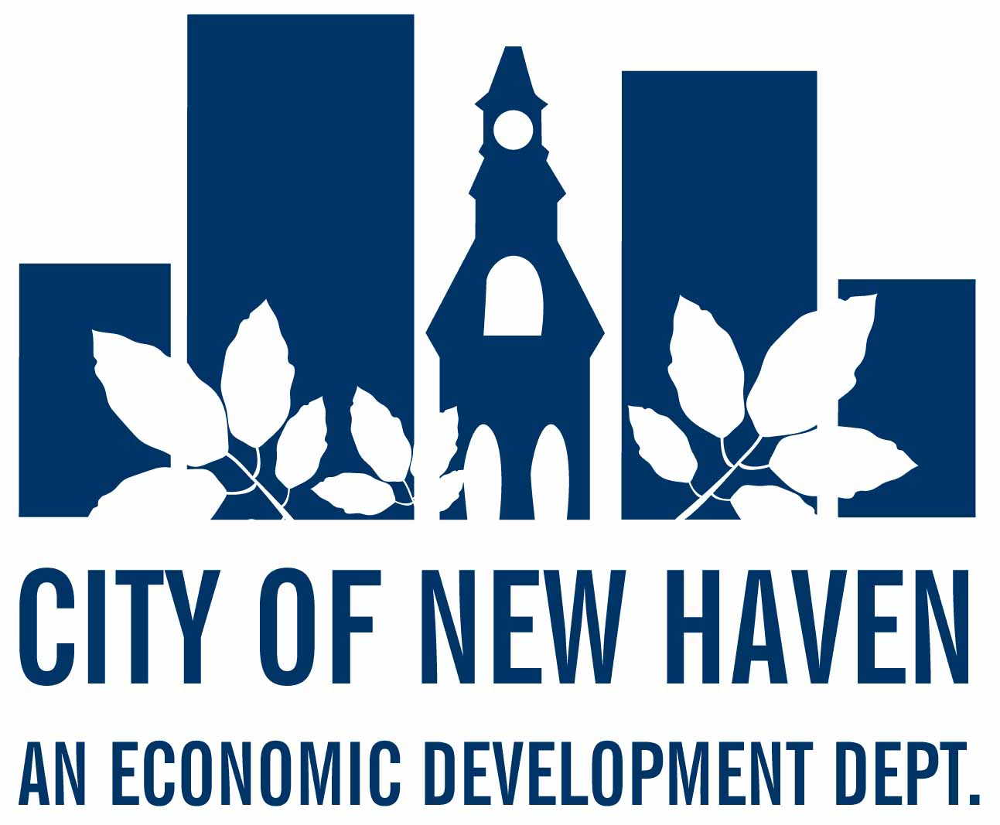 CITY OF NEW HAVEN
AN ECONOMIC DEVELOPMENT DEPT.